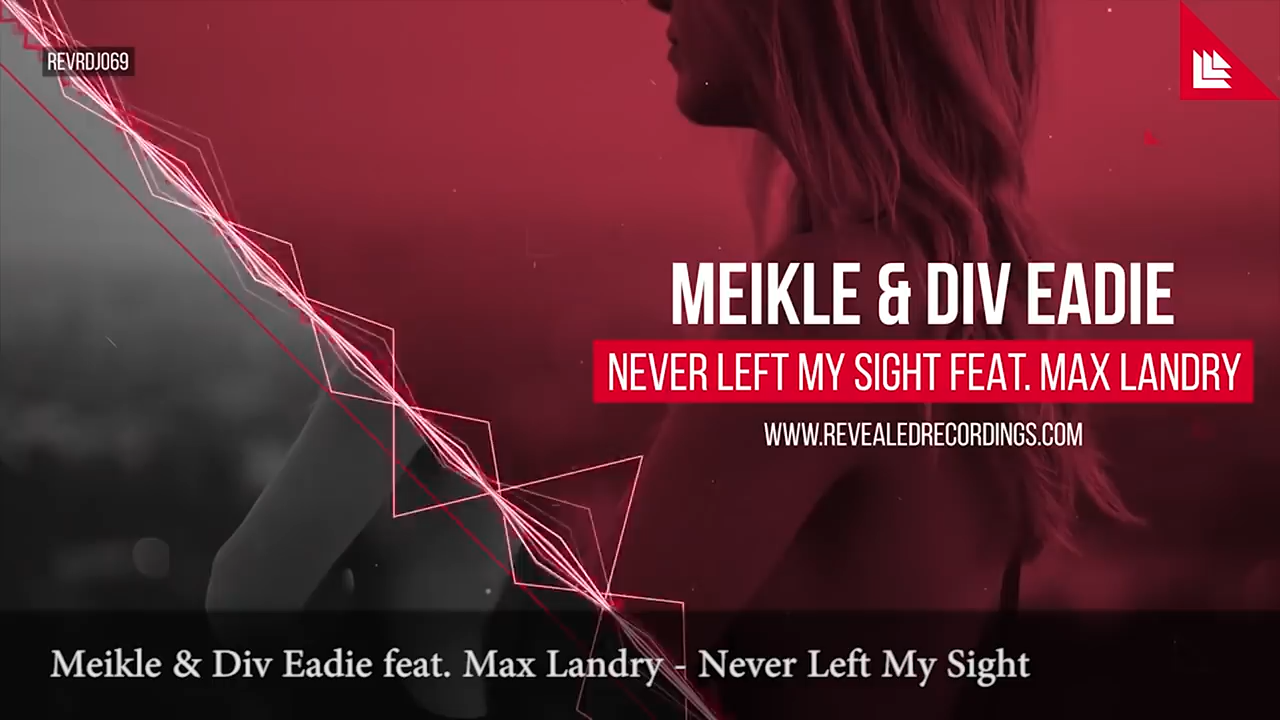 REVRDJ069
MEIKLE & DIV EADIE
NEVER LEFT MY SIGHT FEAT. MAX LANDRY
WWW.REVEALEDRECORDINGS.COM
Meikle & Div Eadie feat. Max Landry - Never Left My Sight